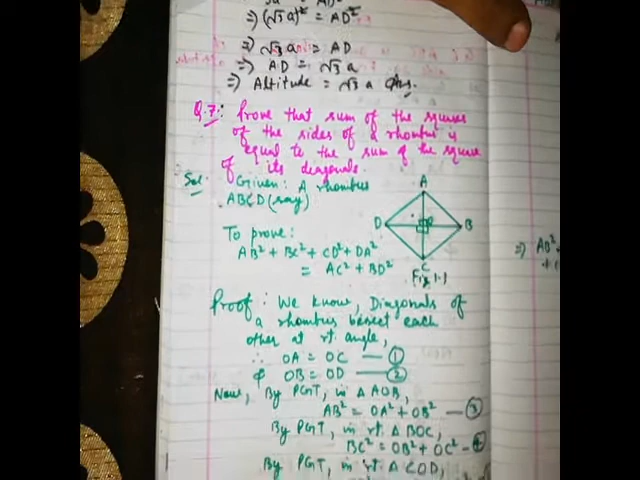 ⇒ (√3 a)² = AD²
⇒ √3 a = AD
⇒ AD = √3 a
⇒ Altitude = √3 a Ans.
Q.7: Prove that sum of the squares
of the sides of a rhombus is
equal to the sum of the square
of its diagonals.
Sol. Given: A rhombus
ABCD (say)
To prove:
AB² + BC² + CD² + DA²
= AC² + BD²
A
D
B
C
Fig 1.1
Proof: We know, Diagonals of
a rhombus bisect each
other at rt. angle,
∴ OA = OC — ①
& OB = OD — ②
Now, By PGT, in Δ AOB,
AB² = OA² + OB² — ③
By PGT, in rt. Δ BOC,
BC² = OB² + OC² - ④
By PGT, in rt. Δ COD,
⇒ AB²